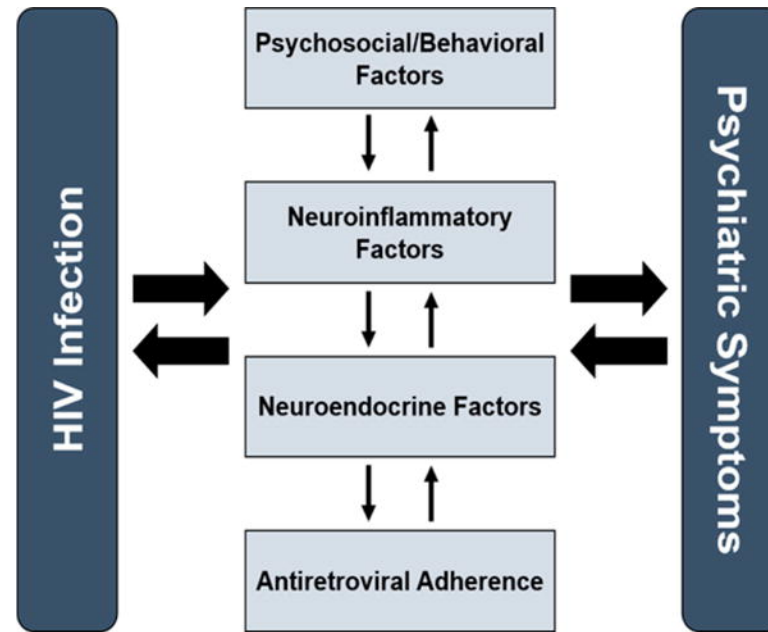 HIV Infection
Psychosocial/Behavioral
Factors
Neuroinflammatory
Factors
Neuroendocrine Factors
Antiretroviral Adherence
Psychiatric Symptoms